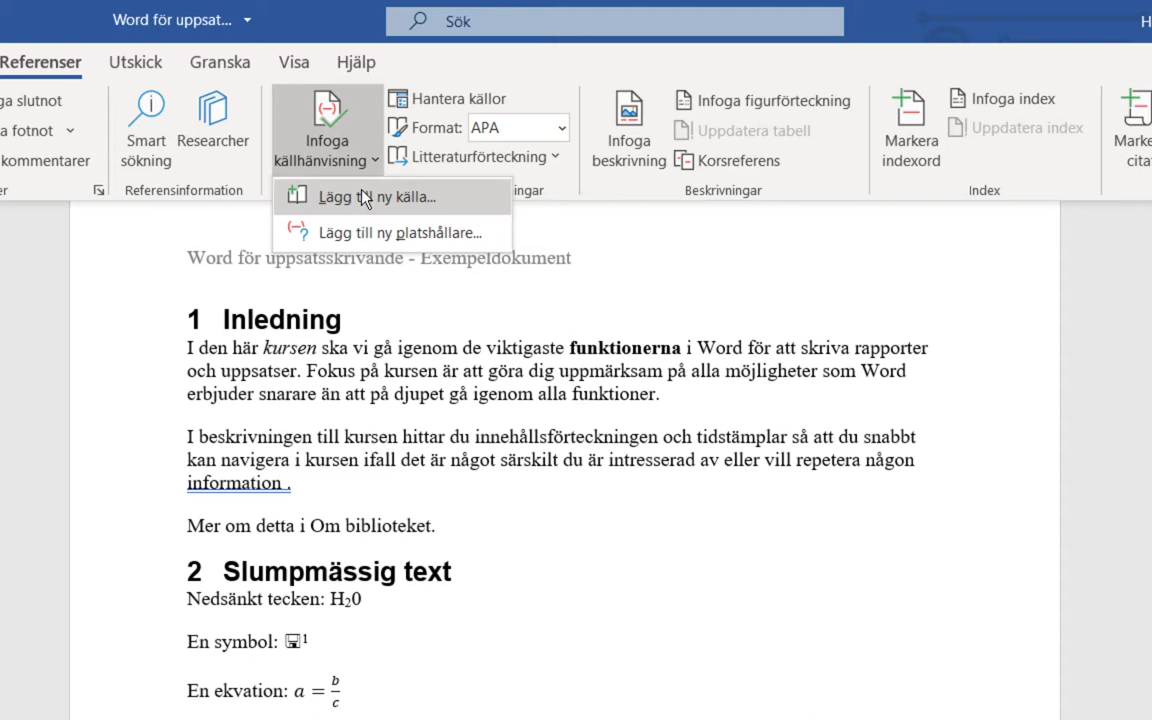 Word för uppsat...
Sök
H
Referenser Utskick Granska Visa Hjälp
ga slutnot
a fotnot
kommentarer
er
Smart sökning
Researcher
Referensinformation
Infoga källhänvisning
Hantera källor
Format: APA
Litteraturförteckning
ingar
Lägg till ny källa...
Lägg till ny platshållare...
Infoga beskrivning
Infoga figurförteckning
Uppdatera tabell
Korsreferens
Beskrivningar
Markera indexord
Infoga index
Uppdatera index
Index
Marke
cita
Word för uppsatsskrivande - Exempeldokument
1 Inledning
I den här kursen ska vi gå igenom de viktigaste funktionerna i Word för att skriva rapporter
och uppsatser. Fokus på kursen är att göra dig uppmärksam på alla möjligheter som Word
erbjuder snarare än att på djupet gå igenom alla funktioner.
I beskrivningen till kursen hittar du innehållsförteckningen och tidstämplar så att du snabbt
kan navigera i kursen ifall det är något särskilt du är intresserad av eller vill repetera någon
information .
Mer om detta i Om biblioteket.
2 Slumpmässig text
Nedsänkt tecken: H₂0
En symbol: 🖫¹
En ekvation: a = b/c